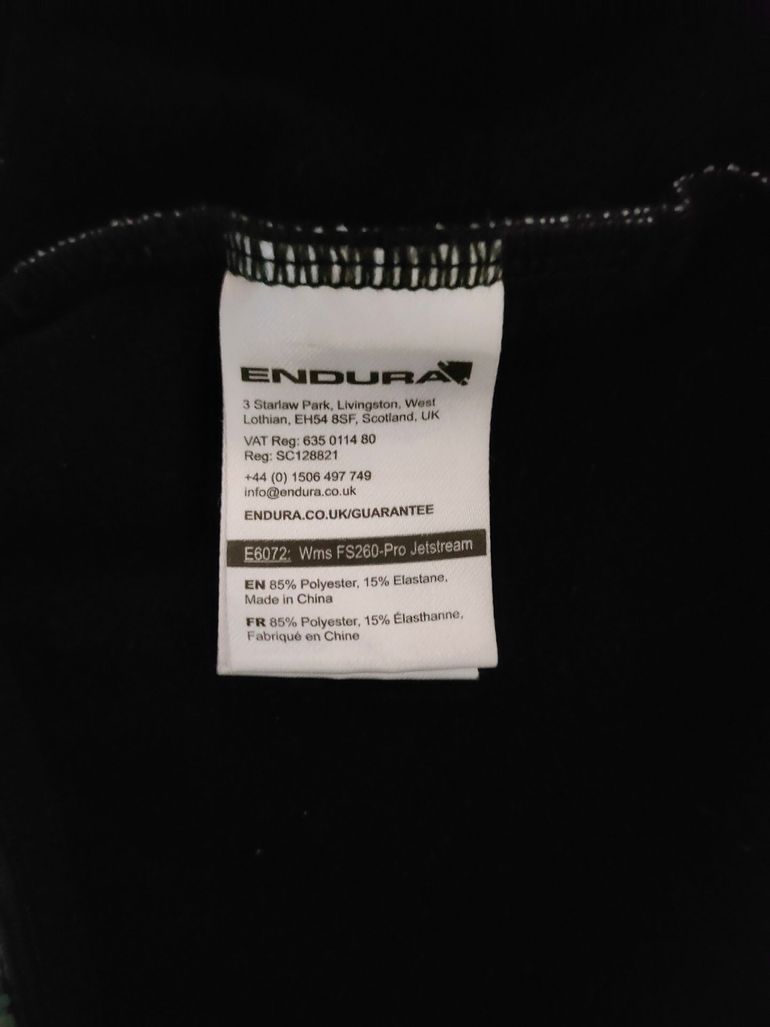 ENDURA
3 Starlaw Park, Livingston, West
Lothian, EH54 8SF, Scotland, UK
VAT Reg: 635 0114 80
Reg: SC128821
+44 (0) 1506 497 749
info@endura.co.uk
ENDURA.CO.UK/GUARANTEE
E6072: Wms FS260-Pro Jetstream
EN 85% Polyester, 15% Elastane,
Made in China
FR 85% Polyester, 15% Élasthanne,
Fabriqué en Chine